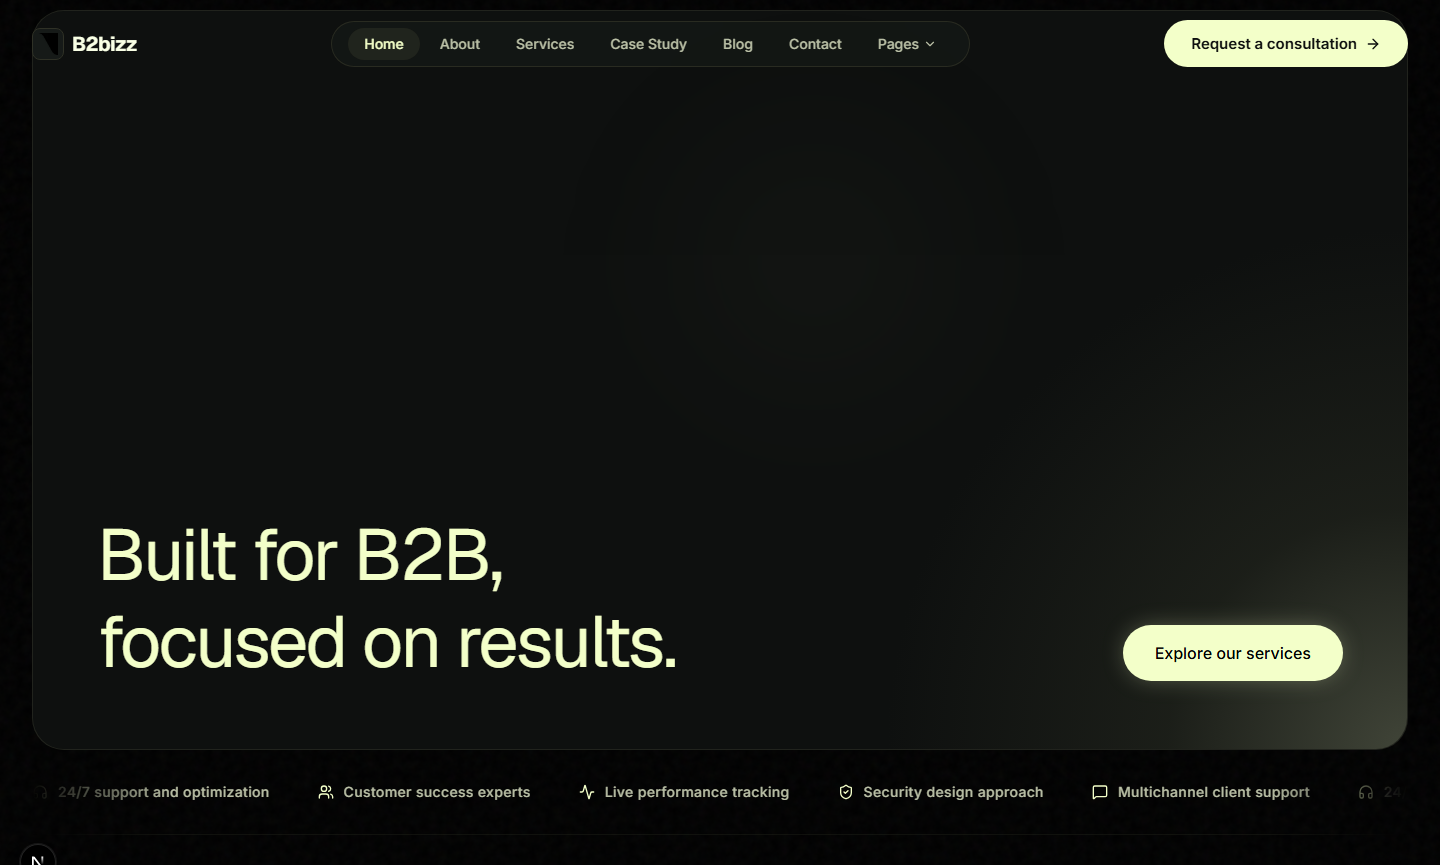 B2bizz
Home About Services Case Study Blog Contact Pages
Request a consultation
Built for B2B,
focused on results.
Explore our services
24/7 support and optimization Customer success experts Live performance tracking Security design approach Multichannel client support 24
N